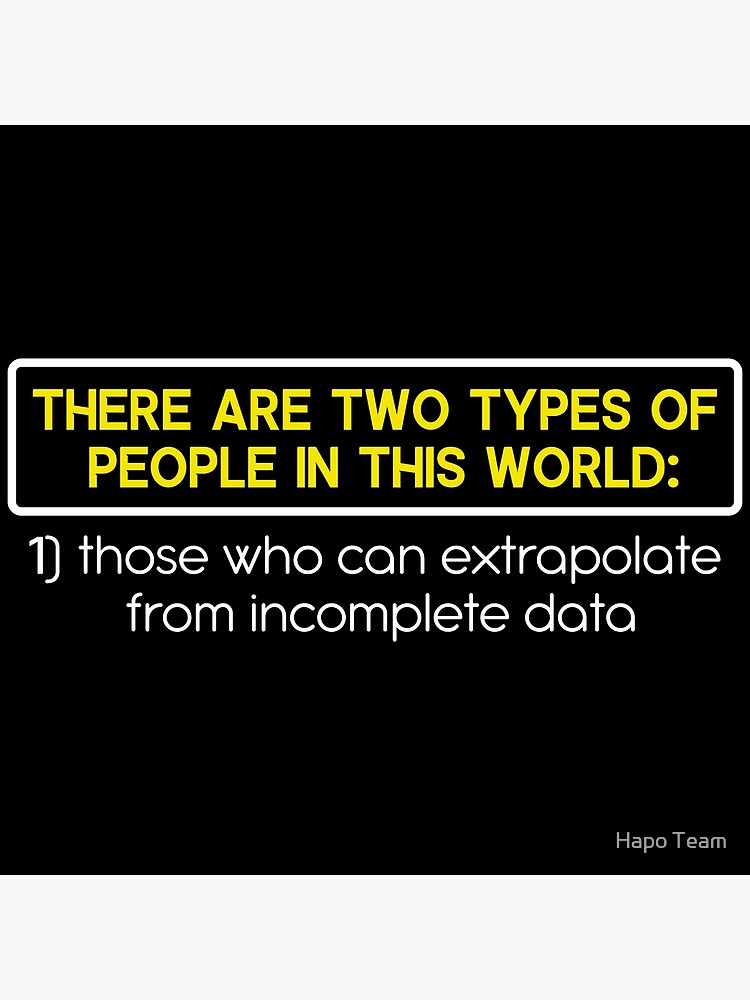 THERE ARE TWO TYPES OF
PEOPLE IN THIS WORLD:
1) those who can extrapolate
from incomplete data
Hapo Team